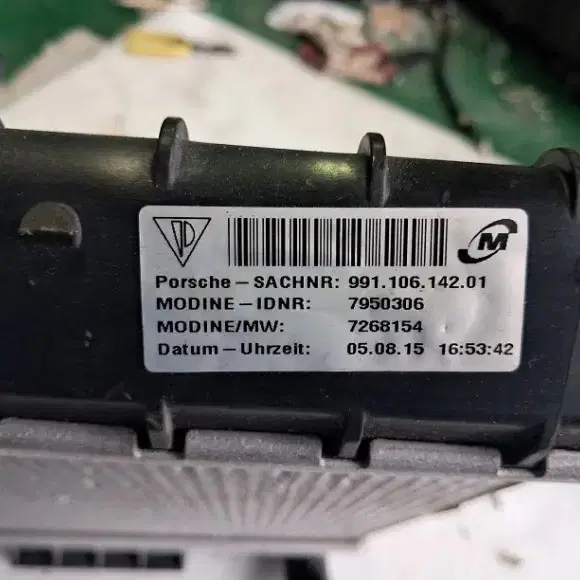 Porsche – SACHNR: 991.106.142.01
MODINE – IDNR: 7950306
MODINE/MW: 7268154
Datum – Uhrzeit: 05.08.15 16:53:42